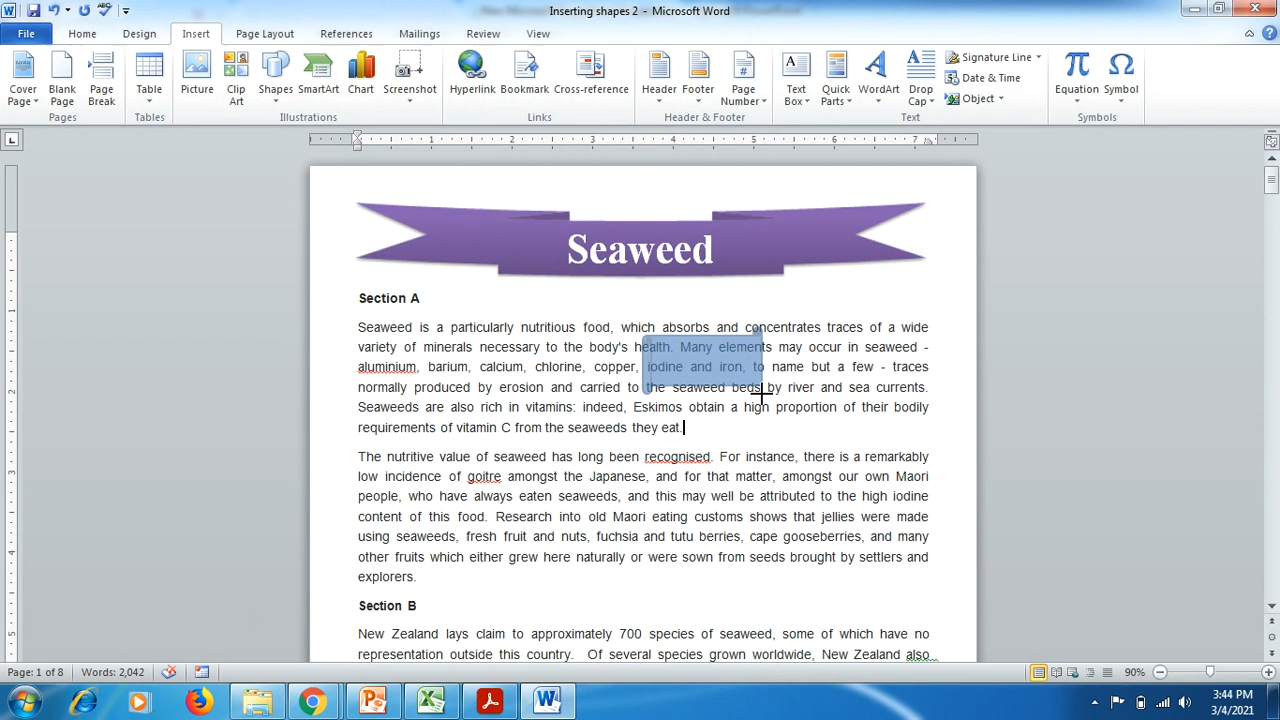 Inserting shapes 2 - Microsoft Word
File Home Insert Design Page Layout References Mailings Review View
Cover Page Blank Page Page Break Table Picture Clip Art Shapes SmartArt Chart Screenshot Hyperlink Bookmark Cross-reference Header Footer Page Number Text Box Quick Parts WordArt Drop Cap Signature Line Date & Time Object Equation Symbol
Pages Tables Illustrations Links Header & Footer Text Symbols
1 2 3 4 5 6 7
Seaweed
Section A
Seaweed is a particularly nutritious food, which absorbs and concentrates traces of a wide
variety of minerals necessary to the body's health. Many elements may occur in seaweed -
aluminium, barium, calcium, chlorine, copper, iodine and iron, to name but a few - traces
normally produced by erosion and carried to the seaweed beds by river and sea currents.
Seaweeds are also rich in vitamins: indeed, Eskimos obtain a high proportion of their bodily
requirements of vitamin C from the seaweeds they eat.
The nutritive value of seaweed has long been recognised. For instance, there is a remarkably
low incidence of goitre amongst the Japanese, and for that matter, amongst our own Maori
people, who have always eaten seaweeds, and this may well be attributed to the high iodine
content of this food. Research into old Maori eating customs shows that jellies were made
using seaweeds, fresh fruit and nuts, fuchsia and tutu berries, cape gooseberries, and many
other fruits which either grew here naturally or were sown from seeds brought by settlers and
explorers.
Section B
New Zealand lays claim to approximately 700 species of seaweed, some of which have no
representation outside this country. Of several species grown worldwide, New Zealand also
Page: 1 of 8 Words: 2,042 90%
3:44 PM
3/4/2021